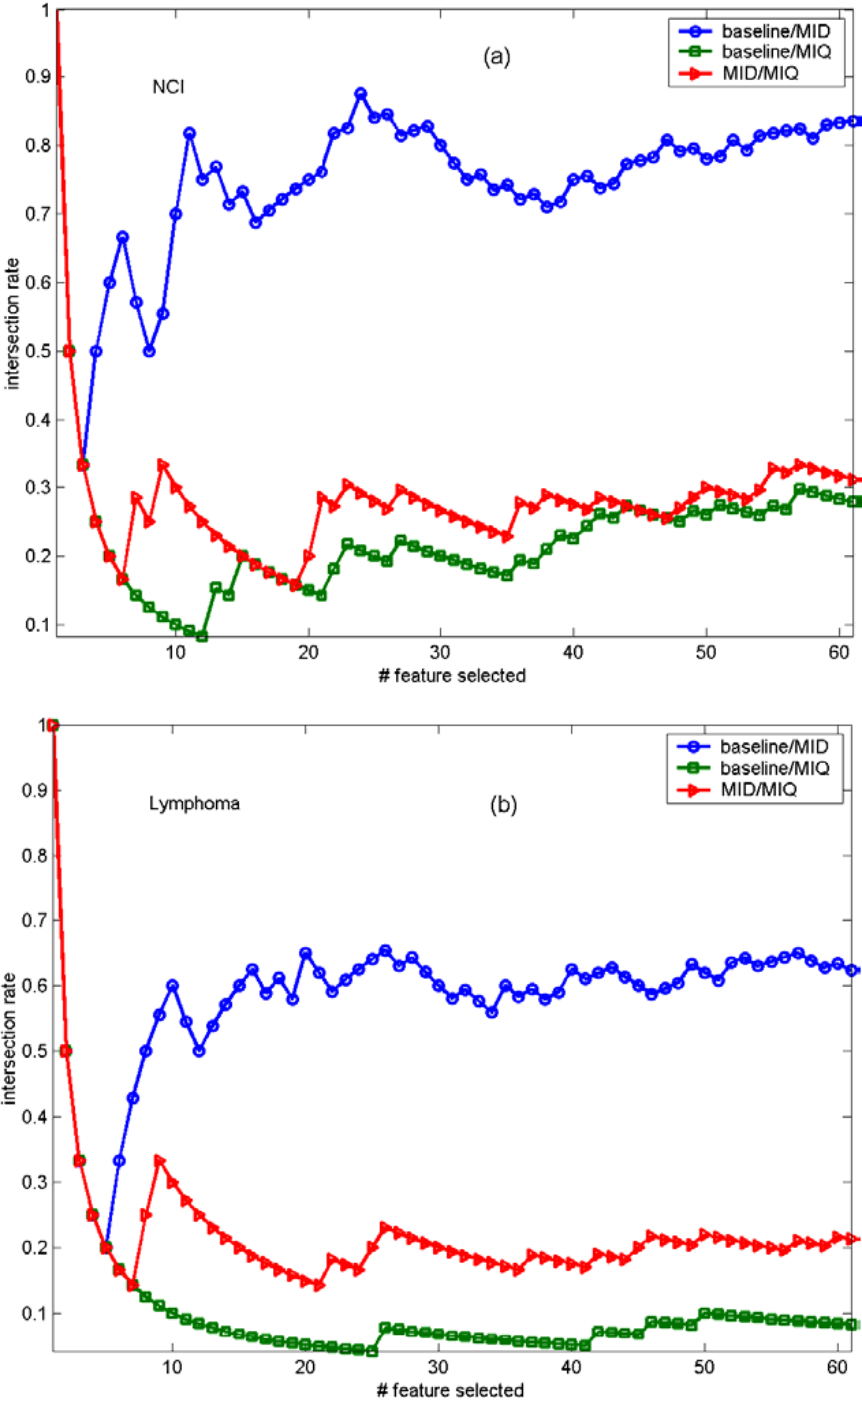 1
0.9
0.8
0.7
0.6
0.5
0.4
0.3
0.2
0.1
intersection rate
NCI
(a)
baseline/MID
baseline/MIQ
MID/MIQ
10 20 30 40 50 60
# feature selected
1
0.9
0.8
0.7
0.6
0.5
0.4
0.3
0.2
0.1
intersection rate
Lymphoma
(b)
baseline/MID
baseline/MIQ
MID/MIQ
10 20 30 40 50 60
# feature selected